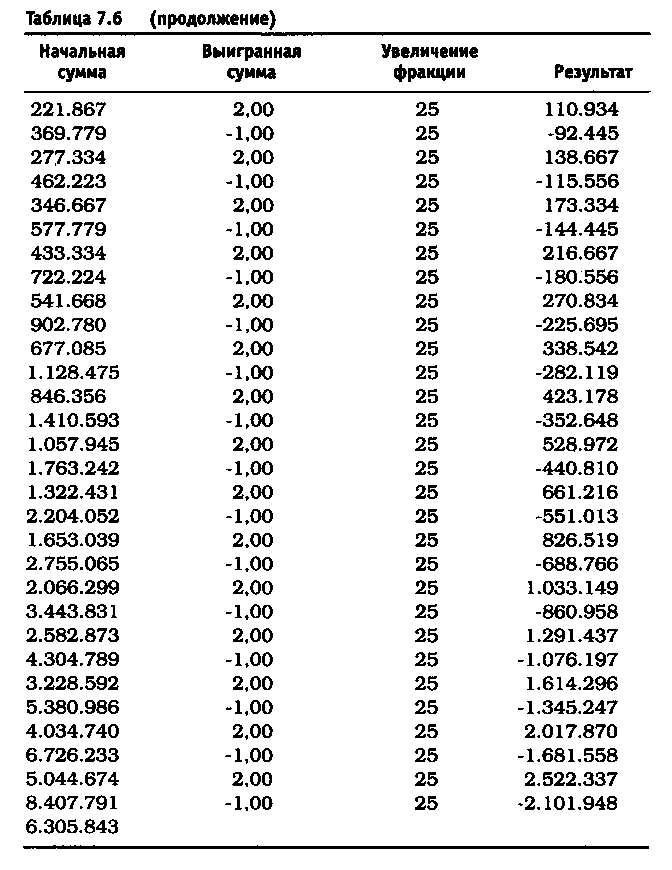 Таблица 7.6 (продолжение)
Начальная сумма Выигранная сумма Увеличение фракции Результат
221.867 2,00 25 110.934
369.779 -1,00 25 -92.445
277.334 2,00 25 138.667
462.223 -1,00 25 -115.556
346.667 2,00 25 173.334
577.779 -1,00 25 -144.445
433.334 2,00 25 216.667
722.224 -1,00 25 -180.556
541.668 2,00 25 270.834
902.780 -1,00 25 -225.695
677.085 2,00 25 338.542
1.128.475 -1,00 25 -282.119
846.356 2,00 25 423.178
1.410.593 -1,00 25 -352.648
1.057.945 2,00 25 528.972
1.763.242 -1,00 25 -440.810
1.322.431 2,00 25 661.216
2.204.052 -1,00 25 -551.013
1.653.039 2,00 25 826.519
2.755.065 -1,00 25 -688.766
2.066.299 2,00 25 1.033.149
3.443.831 -1,00 25 -860.958
2.582.873 2,00 25 1.291.437
4.304.789 -1,00 25 -1.076.197
3.228.592 2,00 25 1.614.296
5.380.986 -1,00 25 -1.345.247
4.034.740 2,00 25 2.017.870
6.726.233 -1,00 25 -1.681.558
5.044.674 2,00 25 2.522.337
8.407.791 -1,00 25 -2.101.948
6.305.843